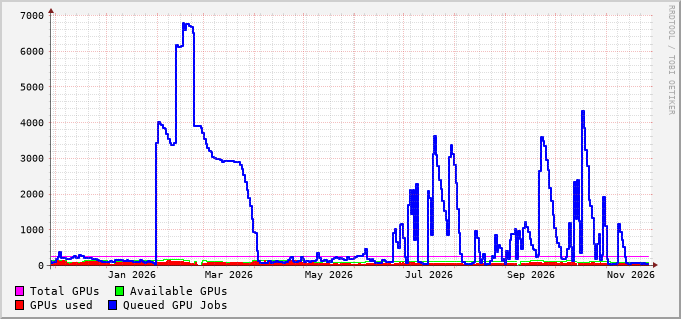 7000
6000
5000
4000
3000
2000
1000
0
Jan 2026 Mar 2026 May 2026 Jul 2026 Sep 2026 Nov 2026
Total GPUs Available GPUs
GPUs used Queued GPU Jobs
RRDTOOL / TOBI OETIKER